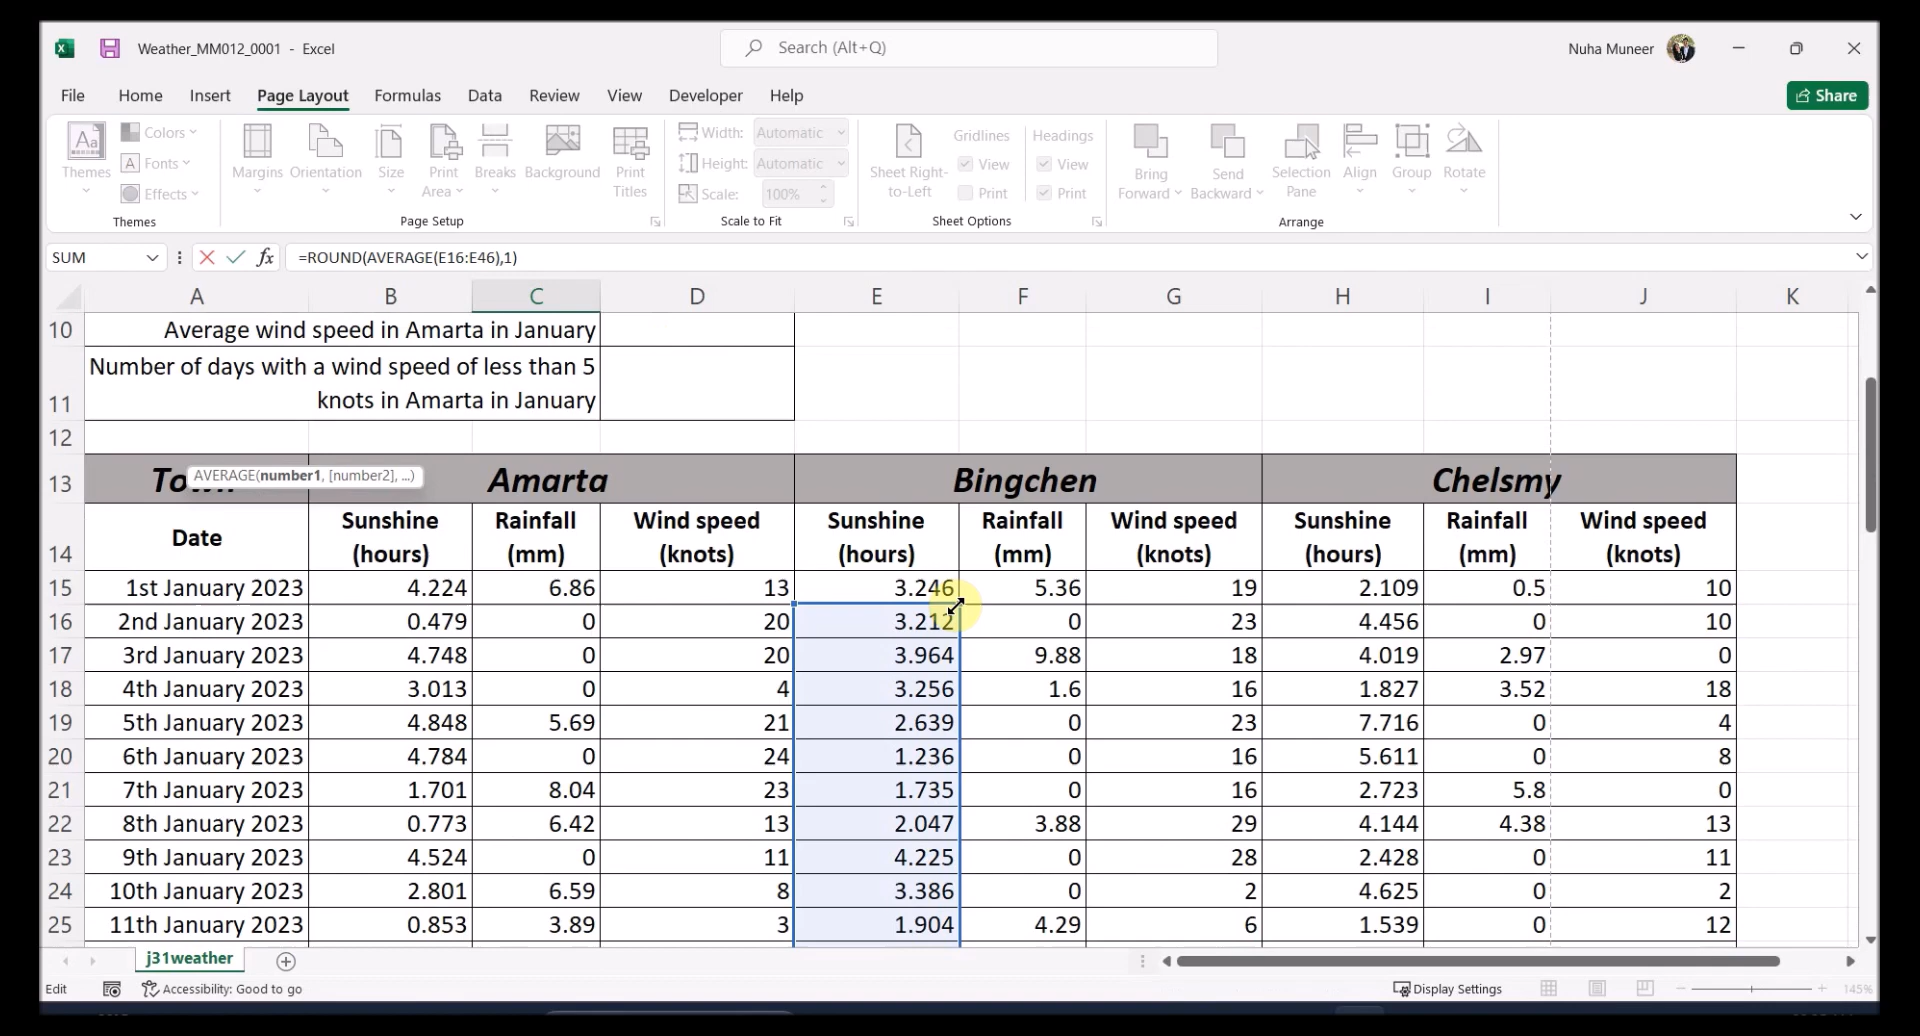 Weather_MM012_0001 - Excel
Search (Alt+Q)
Nuha Muneer
File Home Insert Page Layout Formulas Data Review View Developer Help
Share
Themes
Colors
Fonts
Effects
Themes
Margins Orientation Size Print Area Breaks Background Print Titles
Page Setup
Width: Automatic
Height: Automatic
Scale: 100%
Scale to Fit
Sheet Right-to-Left
Gridlines Headings
View View
Print Print
Sheet Options
Bring Forward Send Backward Selection Pane Align Group Rotate
Arrange
SUM fx =ROUND(AVERAGE(E16:E46),1)
A B C D E F G H I J K
10 Average wind speed in Amarta in January
11 Number of days with a wind speed of less than 5
knots in Amarta in January
12
13 Amarta Bingchen Chelsmy
AVERAGE(number1, [number2], ...)
14 Date Sunshine (hours) Rainfall (mm) Wind speed (knots) Sunshine (hours) Rainfall (mm) Wind speed (knots) Sunshine (hours) Rainfall (mm) Wind speed (knots)
15 1st January 2023 4.224 6.86 13 3.246 5.36 19 2.109 0.5 10
16 2nd January 2023 0.479 0 20 3.212 0 23 4.456 0 10
17 3rd January 2023 4.748 0 20 3.964 9.88 18 4.019 2.97 0
18 4th January 2023 3.013 0 4 3.256 1.6 16 1.827 3.52 18
19 5th January 2023 4.848 5.69 21 2.639 0 23 7.716 0 4
20 6th January 2023 4.784 0 24 1.236 0 16 5.611 0 8
21 7th January 2023 1.701 8.04 23 1.735 0 16 2.723 5.8 0
22 8th January 2023 0.773 6.42 13 2.047 3.88 29 4.144 4.38 13
23 9th January 2023 4.524 0 11 4.225 0 28 2.428 0 11
24 10th January 2023 2.801 6.59 8 3.386 0 2 4.625 0 2
25 11th January 2023 0.853 3.89 3 1.904 4.29 6 1.539 0 12
j31weather
Edit Accessibility: Good to go Display Settings 145%